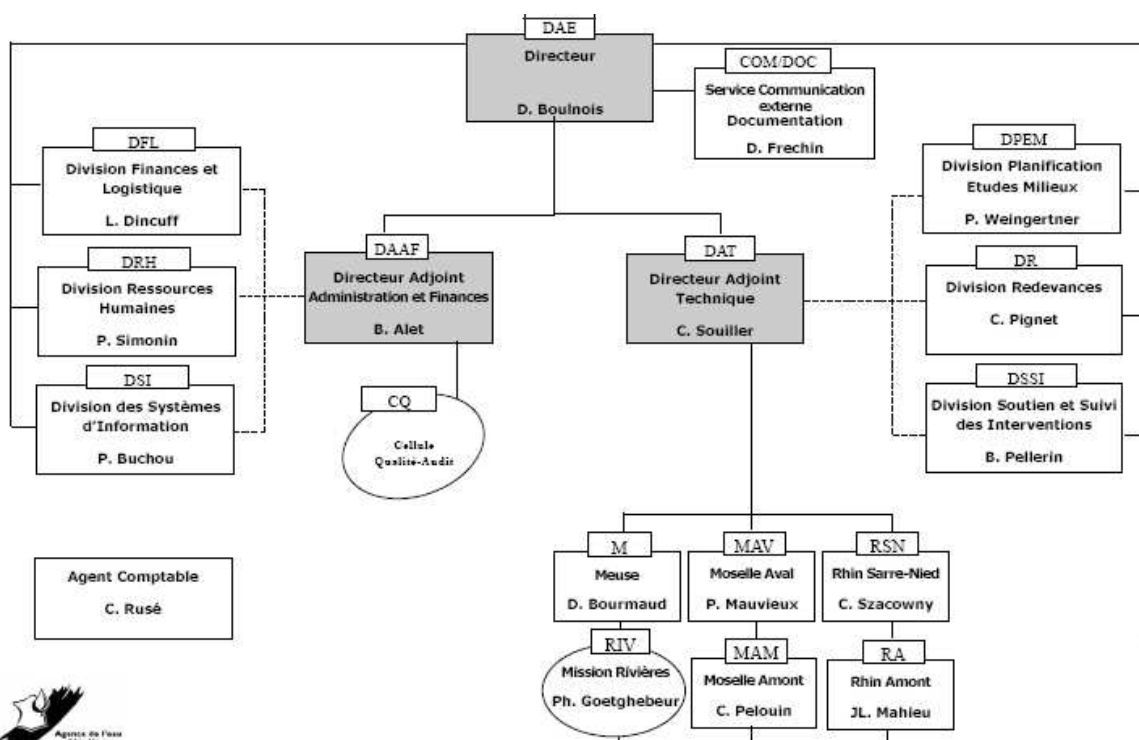 DAE
Directeur
D. Boulnois
COM/DOC
Service Communication
externe
Documentation
D. Frechin
DFL
Division Finances et
Logistique
L. Dincuff
DRH
Division Ressources
Humaines
P. Simonin
DSI
Division des Systèmes
d'Information
P. Buchou
DAAF
Directeur Adjoint
Administration et Finances
B. Alet
CQ
Cellule
Qualité-Audit
DAT
Directeur Adjoint
Technique
C. Souiller
DPEM
Division Planification
Etudes Milieux
P. Weingertner
DR
Division Redevances
C. Pignet
DSSI
Division Soutien et Suivi
des Interventions
B. Pellerin
Agent Comptable
C. Rusé
M
Meuse
D. Bourmaud
MAV
Moselle Aval
P. Mauvieux
RSN
Rhin Sarre-Nied
C. Szacowny
RIV
Mission Rivières
Ph. Goetghebeur
MAM
Moselle Amont
C. Pelouin
RA
Rhin Amont
JL. Mahieu
Agence de l'eau